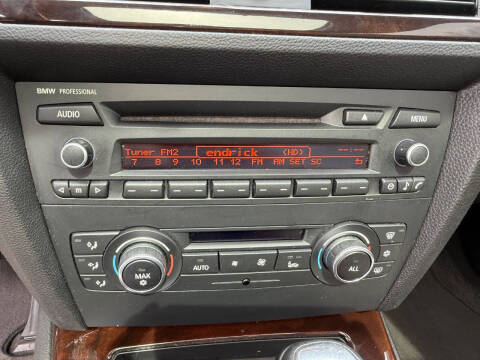 BMW PROFESSIONAL
AUDIO
MENU
Tuner FM2 endrick (HD) --:--
7 8 9 10 11 12 FM AM SET SC
m
AUTO
MAX
ALL